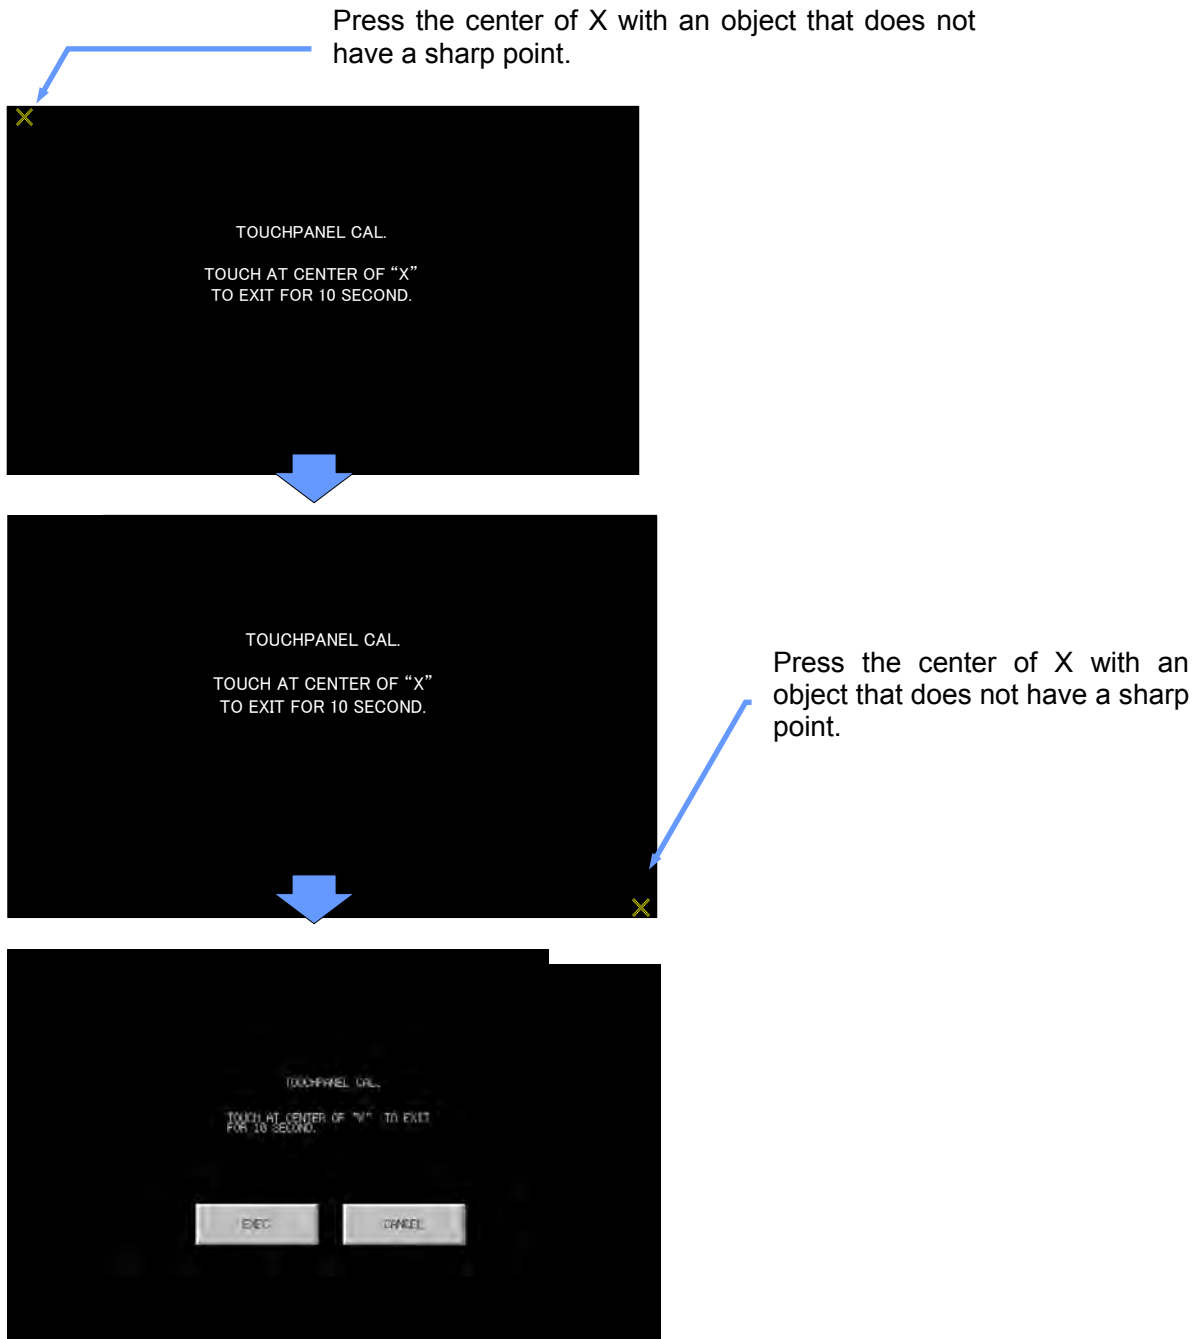 Press the center of X with an object that does not
have a sharp point.
TOUCHPANEL CAL.
TOUCH AT CENTER OF “X”
TO EXIT FOR 10 SECOND.
TOUCHPANEL CAL.
TOUCH AT CENTER OF “X”
TO EXIT FOR 10 SECOND.
Press the center of X with an
object that does not have a sharp
point.
TOUCHPANEL CAL.
TOUCH AT CENTER OF "X" TO EXIT
FOR 10 SECOND.
EXEC
CANCEL